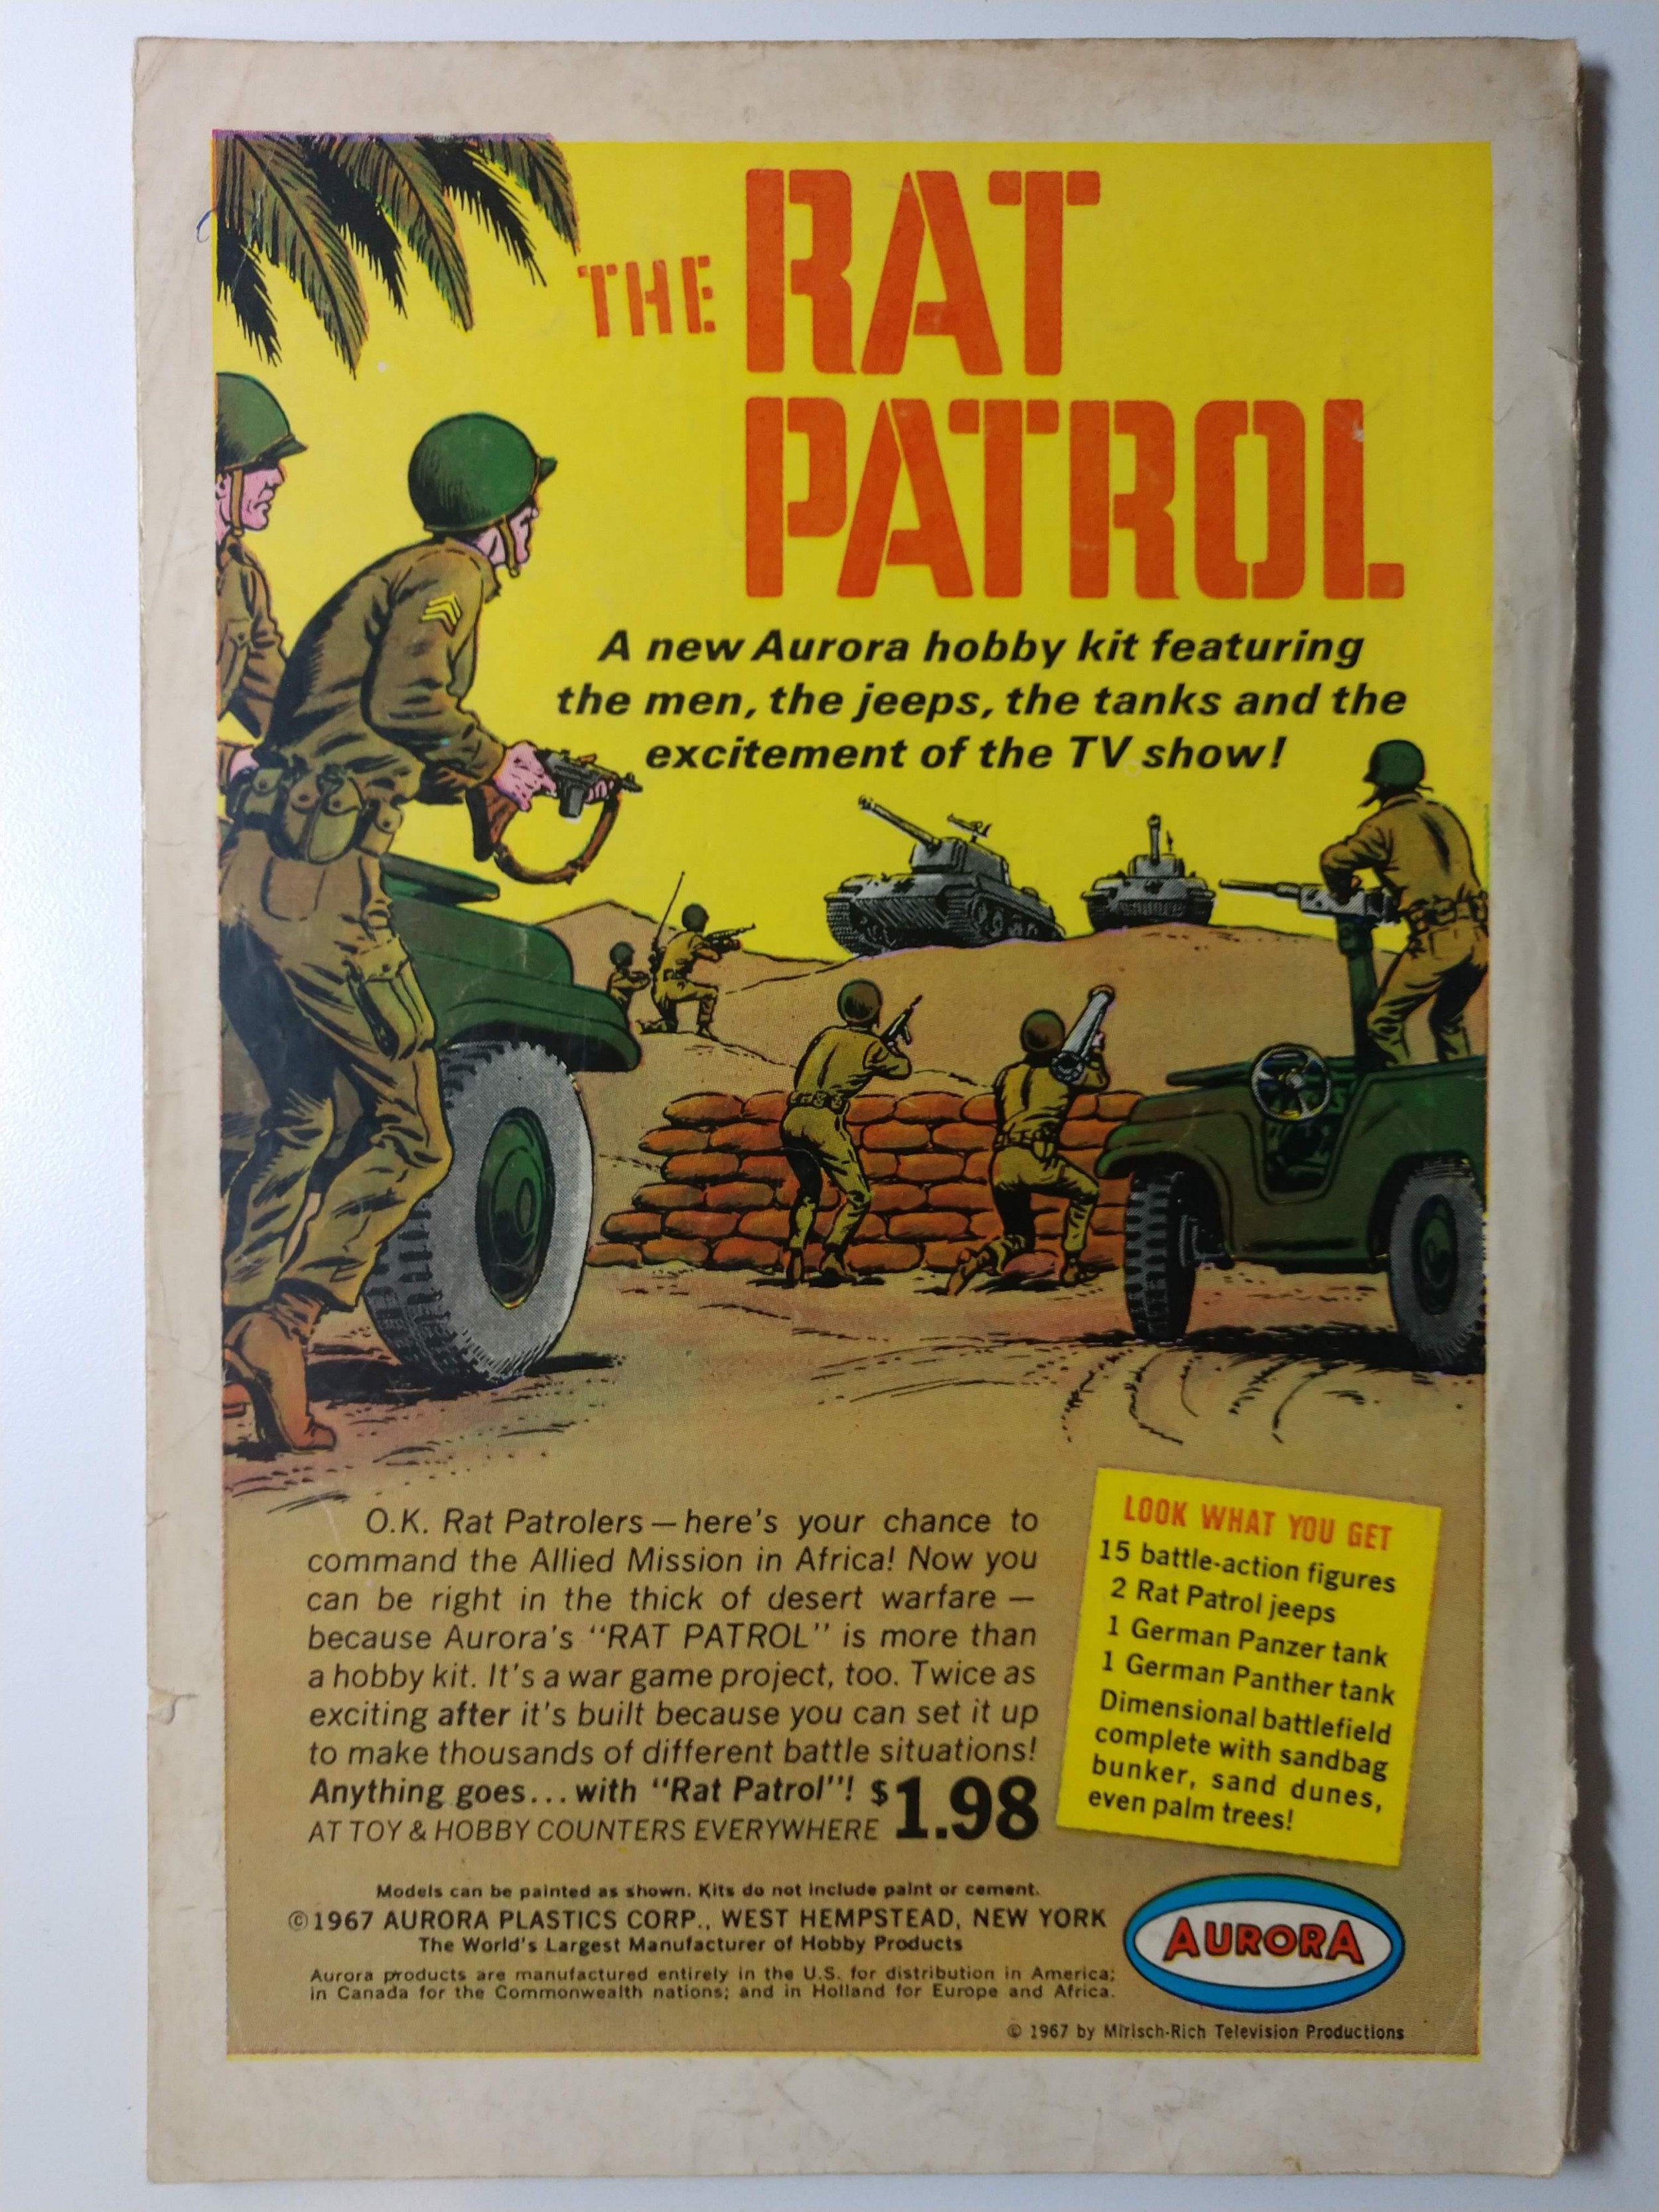 THE RAT
PATROL
A new Aurora hobby kit featuring
the men, the jeeps, the tanks and the
excitement of the TV show!
O.K. Rat Patrolers — here's your chance to
command the Allied Mission in Africa! Now you
can be right in the thick of desert warfare —
because Aurora's "RAT PATROL" is more than
a hobby kit. It's a war game project, too. Twice as
exciting after it's built because you can set it up
to make thousands of different battle situations!
Anything goes...with "Rat Patrol"! $1.98
AT TOY & HOBBY COUNTERS EVERYWHERE
LOOK WHAT YOU GET
15 battle-action figures
2 Rat Patrol jeeps
1 German Panzer tank
1 German Panther tank
Dimensional battlefield
complete with sandbag
bunker, sand dunes,
even palm trees!
Models can be painted as shown. Kits do not include paint or cement.
©1967 AURORA PLASTICS CORP., WEST HEMPSTEAD, NEW YORK
The World's Largest Manufacturer of Hobby Products
Aurora products are manufactured entirely in the U.S. for distribution in America;
in Canada for the Commonwealth nations; and in Holland for Europe and Africa.
AURORA
© 1967 by Mirisch-Rich Television Productions